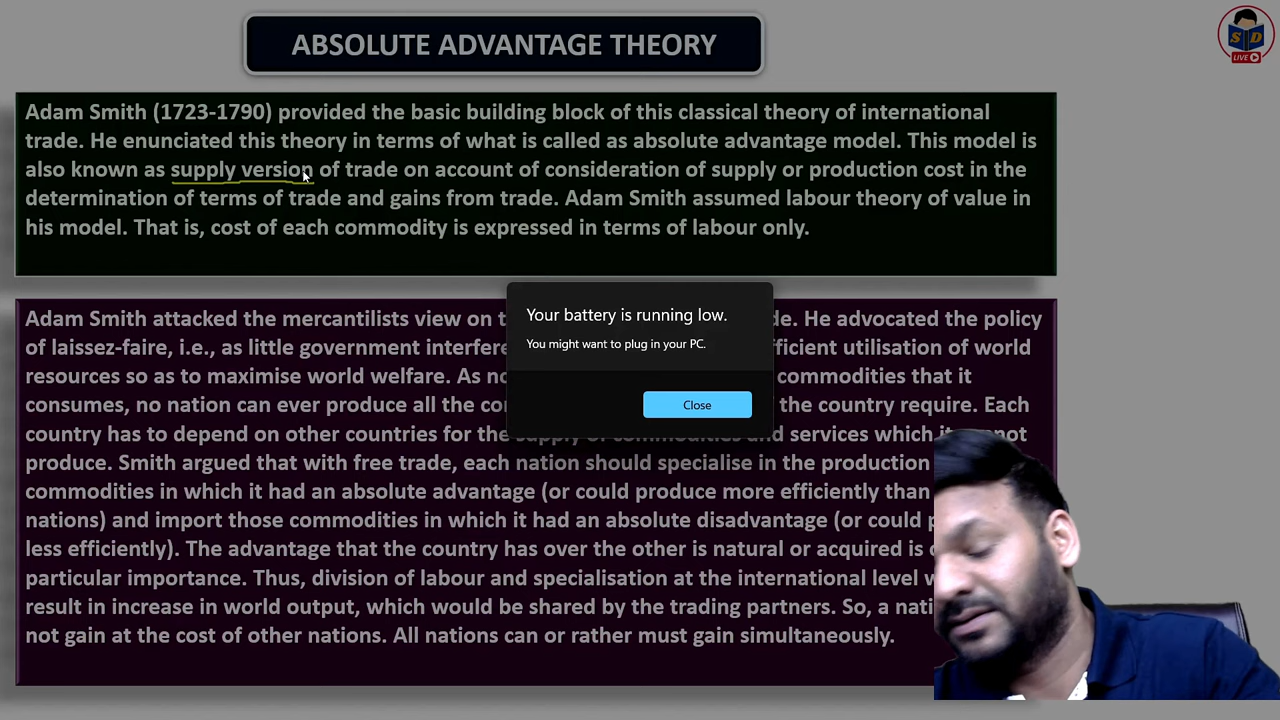 ABSOLUTE ADVANTAGE THEORY
S D
LIVE
Adam Smith (1723-1790) provided the basic building block of this classical theory of international
trade. He enunciated this theory in terms of what is called as absolute advantage model. This model is
also known as supply version of trade on account of consideration of supply or production cost in the
determination of terms of trade and gains from trade. Adam Smith assumed labour theory of value in
his model. That is, cost of each commodity is expressed in terms of labour only.
Adam Smith attacked the mercantilists view on de. He advocated the policy
of laissez-faire, i.e., as little government interfere fficient utilisation of world
resources so as to maximise world welfare. As no commodities that it
consumes, no nation can ever produce all the co the country require. Each
country has to depend on other countries for the supply of commodities and services which it
produce. Smith argued that with free trade, each nation should specialise in the production
commodities in which it had an absolute advantage (or could produce more efficiently than
nations) and import those commodities in which it had an absolute disadvantage (or could
less efficiently). The advantage that the country has over the other is natural or acquired is
particular importance. Thus, division of labour and specialisation at the international level
result in increase in world output, which would be shared by the trading partners. So, a nati
not gain at the cost of other nations. All nations can or rather must gain simultaneously.
Your battery is running low.
You might want to plug in your PC.
Close